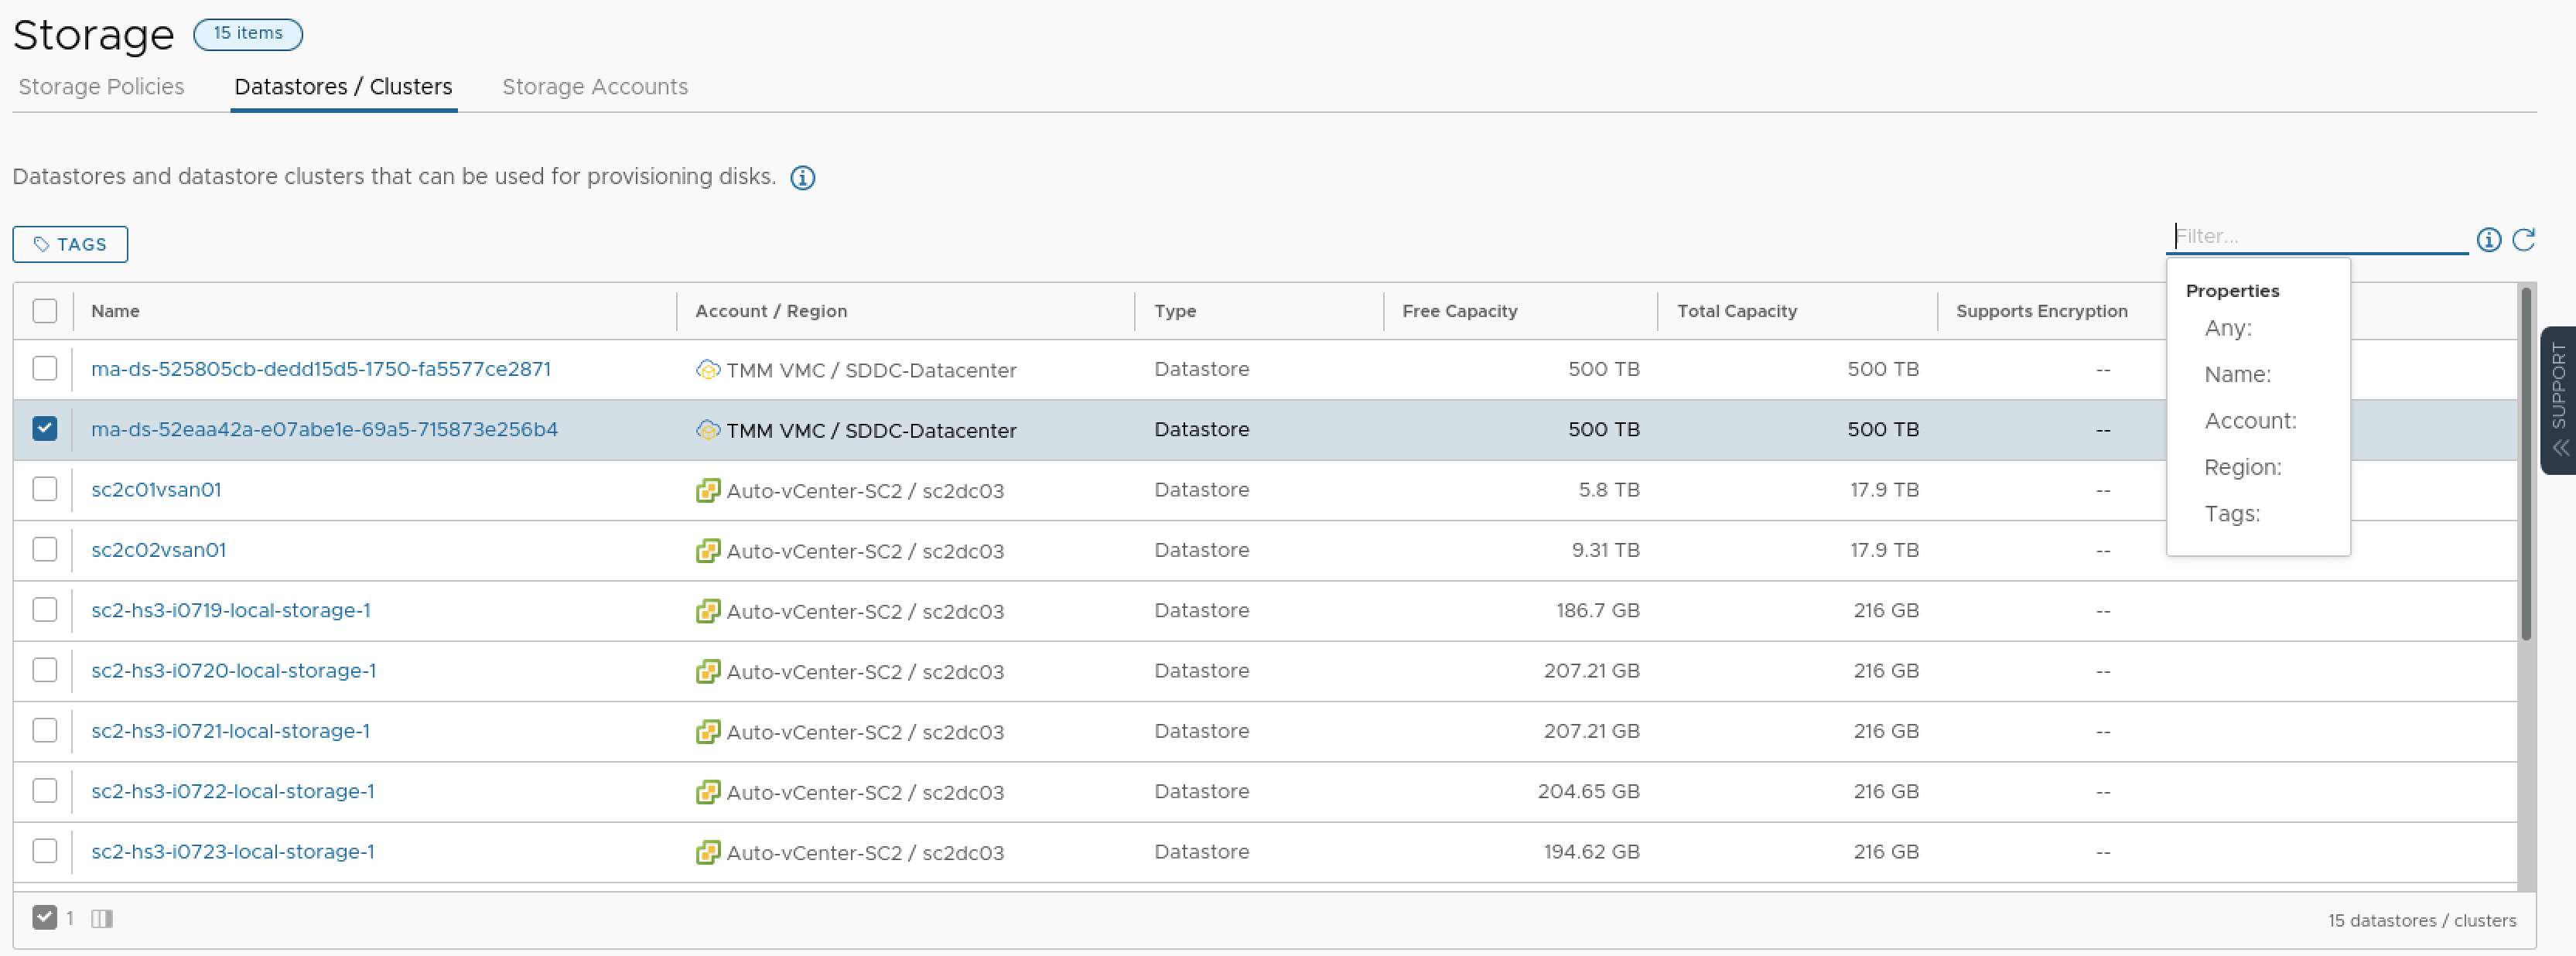 Storage 15 items
Storage Policies Datastores / Clusters Storage Accounts
Datastores and datastore clusters that can be used for provisioning disks.
TAGS
Filter...
Properties
Any:
Name:
Account:
Region:
Tags:
Name Account / Region Type Free Capacity Total Capacity Supports Encryption
ma-ds-525805cb-dedd15d5-1750-fa5577ce2871 TMM VMC / SDDC-Datacenter Datastore 500 TB 500 TB --
ma-ds-52eaa42a-e07abe1e-69a5-715873e256b4 TMM VMC / SDDC-Datacenter Datastore 500 TB 500 TB --
sc2c01vsan01 Auto-vCenter-SC2 / sc2dc03 Datastore 5.8 TB 17.9 TB --
sc2c02vsan01 Auto-vCenter-SC2 / sc2dc03 Datastore 9.31 TB 17.9 TB --
sc2-hs3-i0719-local-storage-1 Auto-vCenter-SC2 / sc2dc03 Datastore 186.7 GB 216 GB --
sc2-hs3-i0720-local-storage-1 Auto-vCenter-SC2 / sc2dc03 Datastore 207.21 GB 216 GB --
sc2-hs3-i0721-local-storage-1 Auto-vCenter-SC2 / sc2dc03 Datastore 207.21 GB 216 GB --
sc2-hs3-i0722-local-storage-1 Auto-vCenter-SC2 / sc2dc03 Datastore 204.65 GB 216 GB --
sc2-hs3-i0723-local-storage-1 Auto-vCenter-SC2 / sc2dc03 Datastore 194.62 GB 216 GB --
1 15 datastores / clusters
SUPPORT